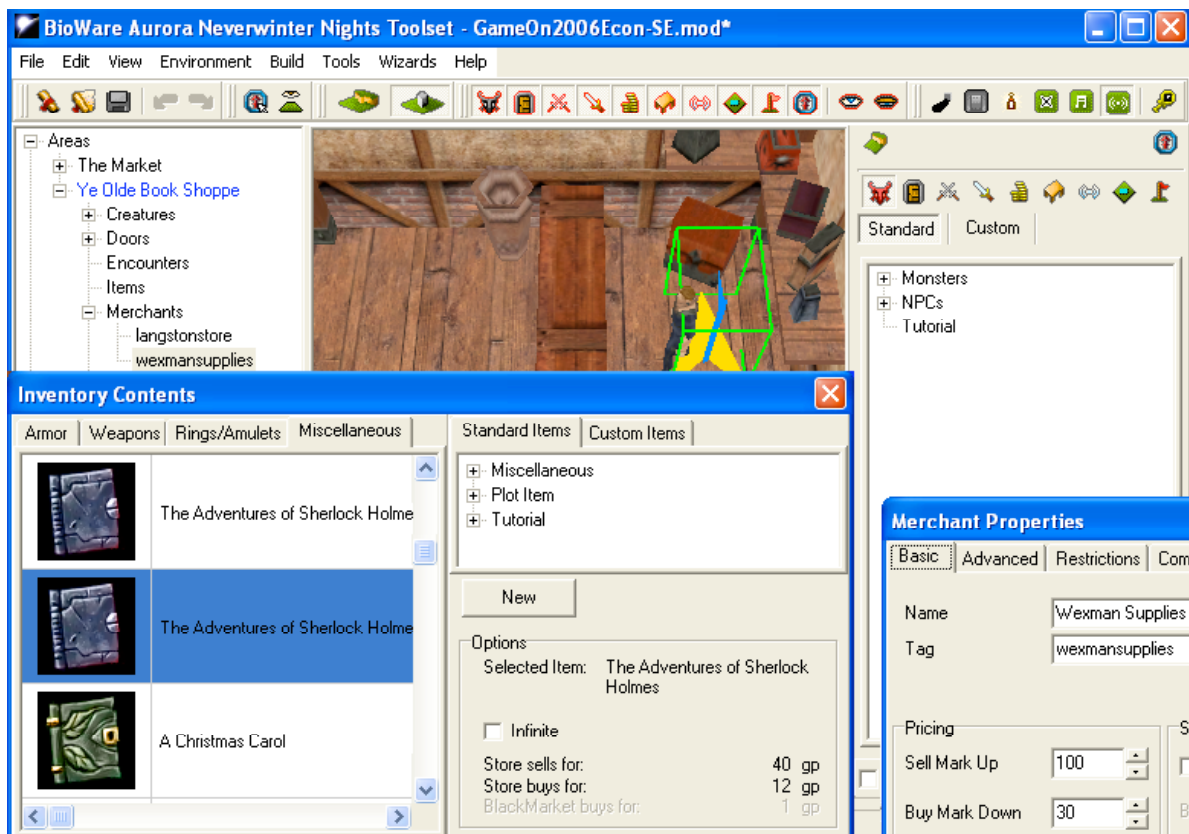 BioWare Aurora Neverwinter Nights Toolset - GameOn2006Econ-SE.mod*
File Edit View Environment Build Tools Wizards Help
Areas
The Market
Ye Olde Book Shoppe
Creatures
Doors
Encounters
Items
Merchants
langstonstore
wexmansupplies
Standard Custom
Monsters
NPCs
Tutorial
Inventory Contents
Armor Weapons Rings/Amulets Miscellaneous
The Adventures of Sherlock Holme
The Adventures of Sherlock Holme
A Christmas Carol
Standard Items Custom Items
Miscellaneous
Plot Item
Tutorial
New
Options
Selected Item: The Adventures of Sherlock
Holmes
Infinite
Store sells for: 40 gp
Store buys for: 12 gp
BlackMarket buys for: 1 gp
Merchant Properties
Basic Advanced Restrictions Com
Name Wexman Supplies
Tag wexmansupplies
Pricing S
Sell Mark Up 100
Buy Mark Down 30 B